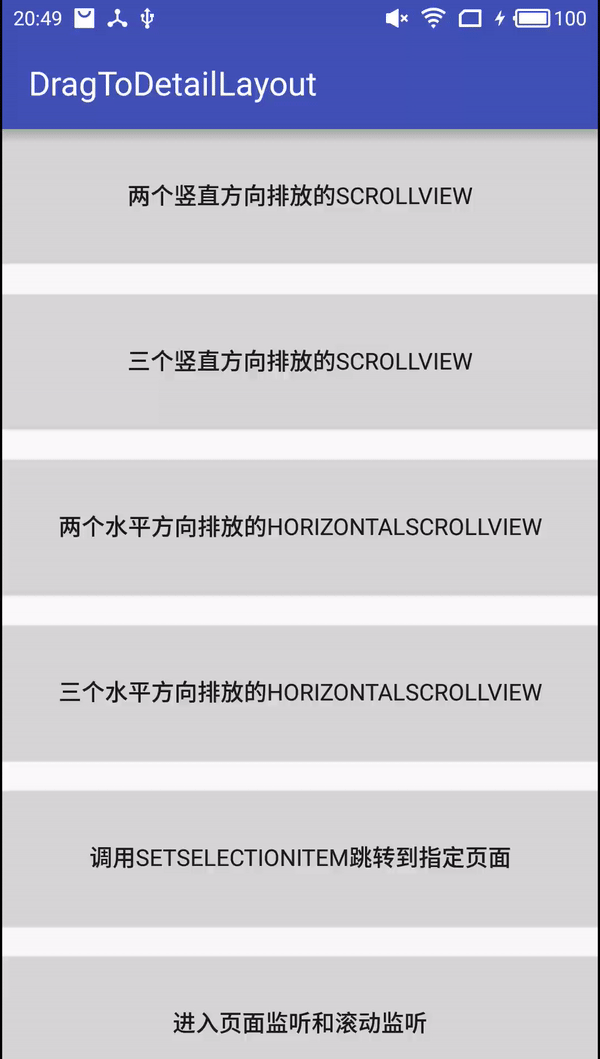 20:49 100
DragToDetailLayout
两个竖直方向排放的SCROLLVIEW
三个竖直方向排放的SCROLLVIEW
两个水平方向排放的HORIZONTALSCROLLVIEW
三个水平方向排放的HORIZONTALSCROLLVIEW
调用SETSELECTIONITEM跳转到指定页面
进入页面监听和滚动监听